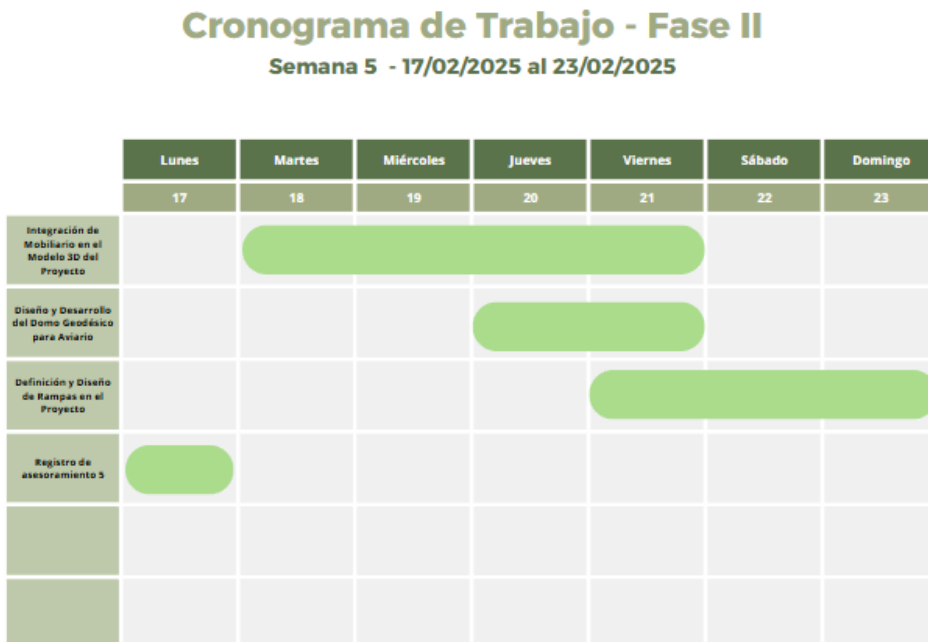 Cronograma de Trabajo - Fase II
Semana 5 - 17/02/2025 al 23/02/2025
Lunes Martes Miércoles Jueves Viernes Sábado Domingo
17 18 19 20 21 22 23
Integración de
Mobiliario en el
Modelo 3D del
Proyecto
Diseño y Desarrollo
del Domo Geodésico
para Aviario
Definición y Diseño
de Rampas en el
Proyecto
Registro de
asesoramiento 5